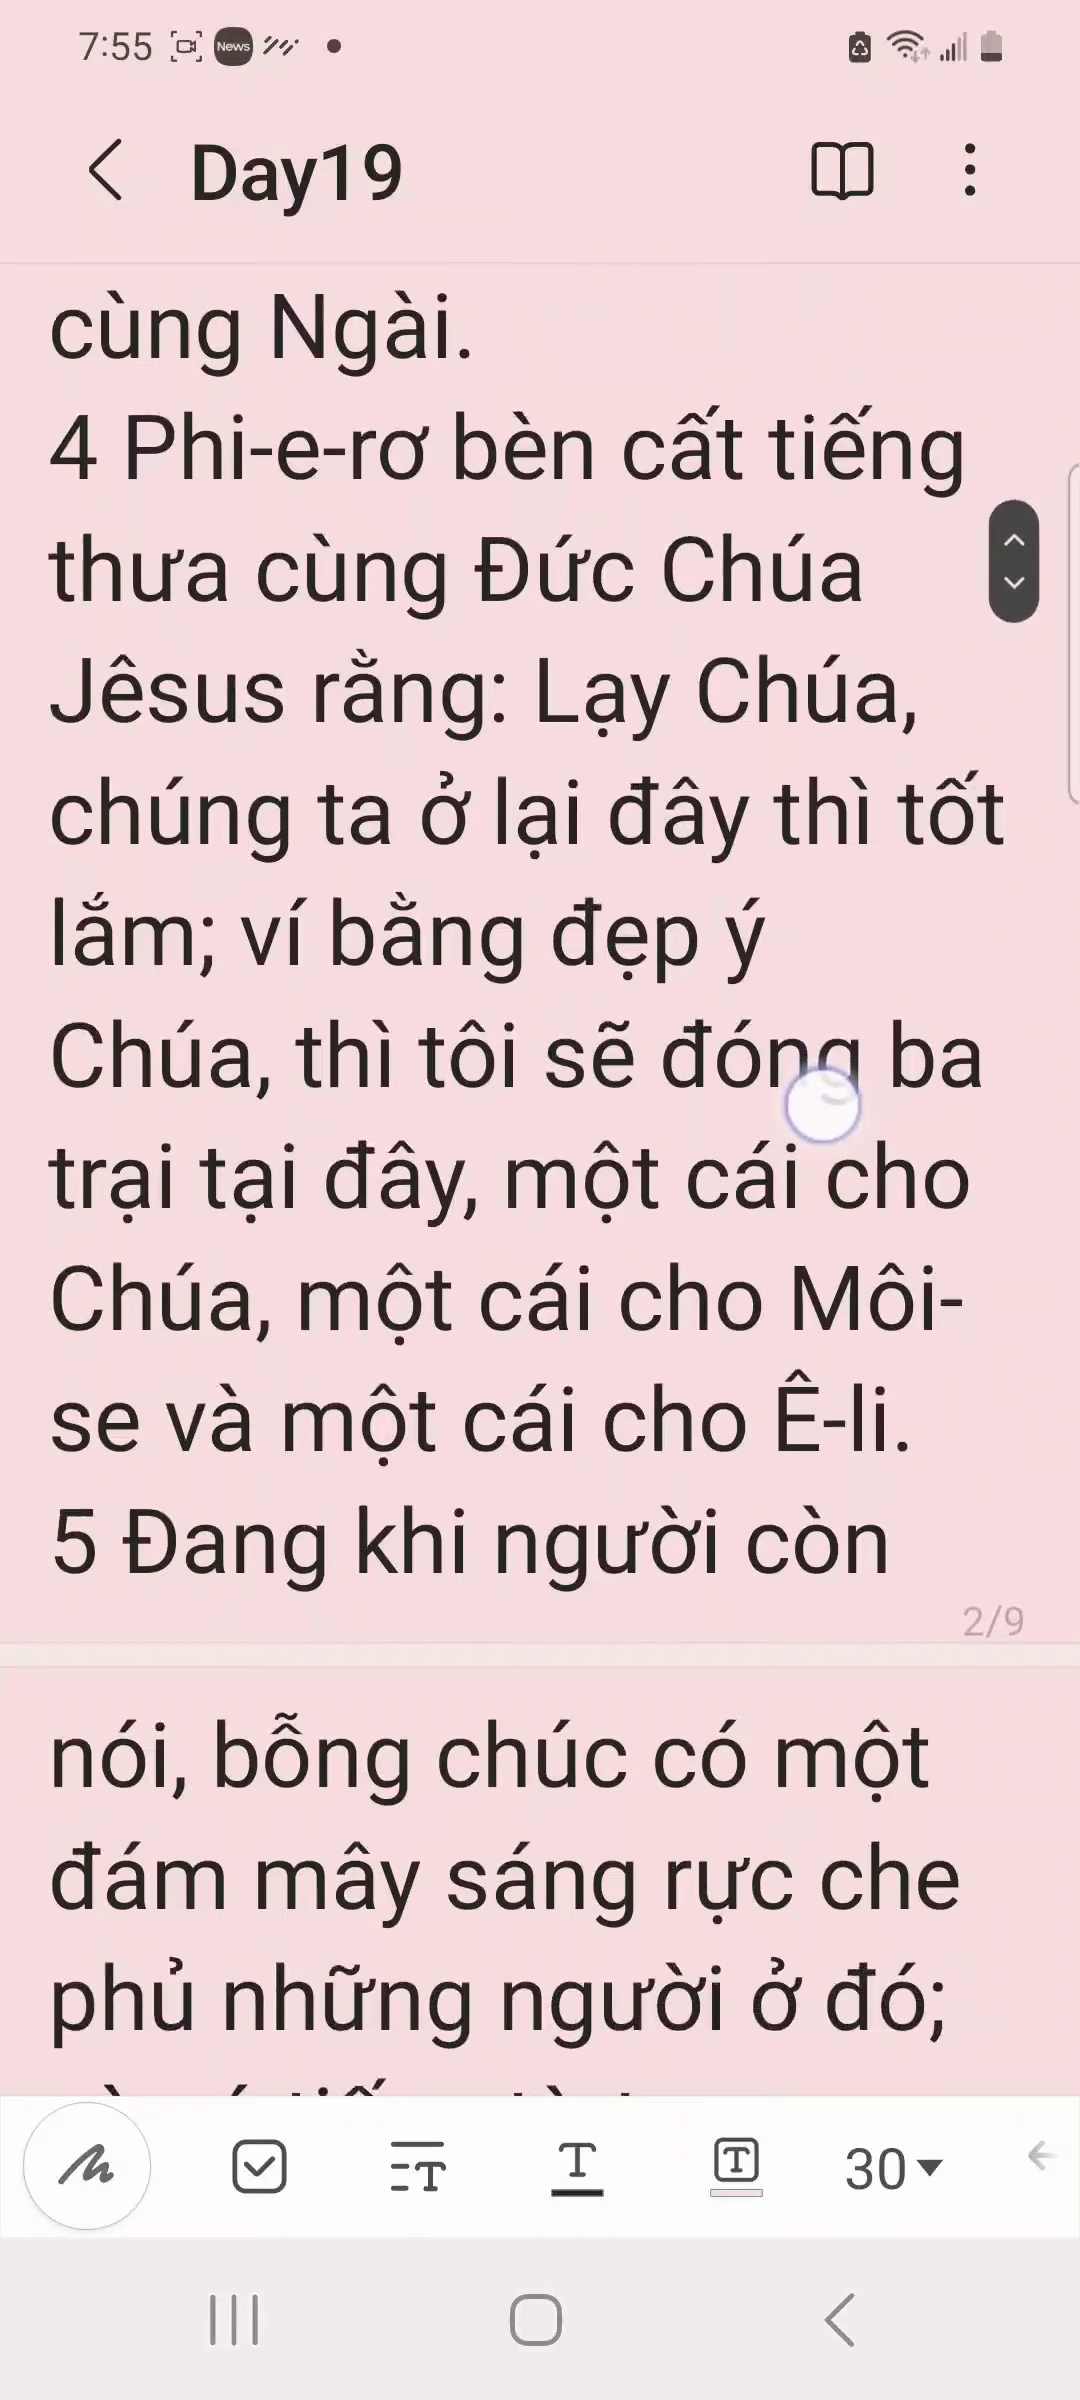 7:55
News
Day19
cùng Ngài.
4 Phi-e-rơ bèn cất tiếng
thưa cùng Đức Chúa
Jêsus rằng: Lạy Chúa,
chúng ta ở lại đây thì tốt
lắm; ví bằng đẹp ý
Chúa, thì tôi sẽ đóng ba
trại tại đây, một cái cho
Chúa, một cái cho Môi-
se và một cái cho Ê-li.
5 Đang khi người còn
2/9
nói, bỗng chúc có một
đám mây sáng rực che
phủ những người ở đó;
30